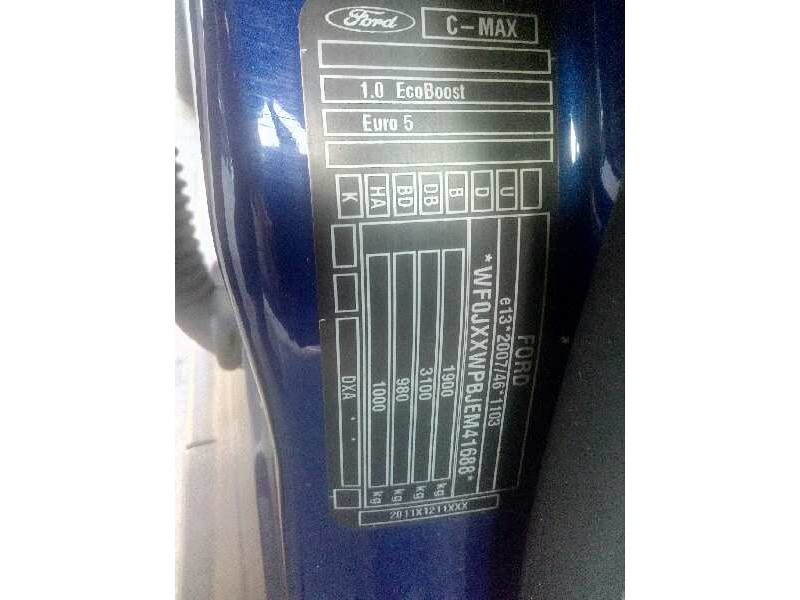 Ford
C-MAX
1.0 EcoBoost
Euro 5
K HA BD DB B D U
FORD
e13*2007/46*1103
*WF0JXXWPBJEM41688*
1900 kg
3100 kg
980 kg
1000 kg
DXA * *
2011X1211XXX